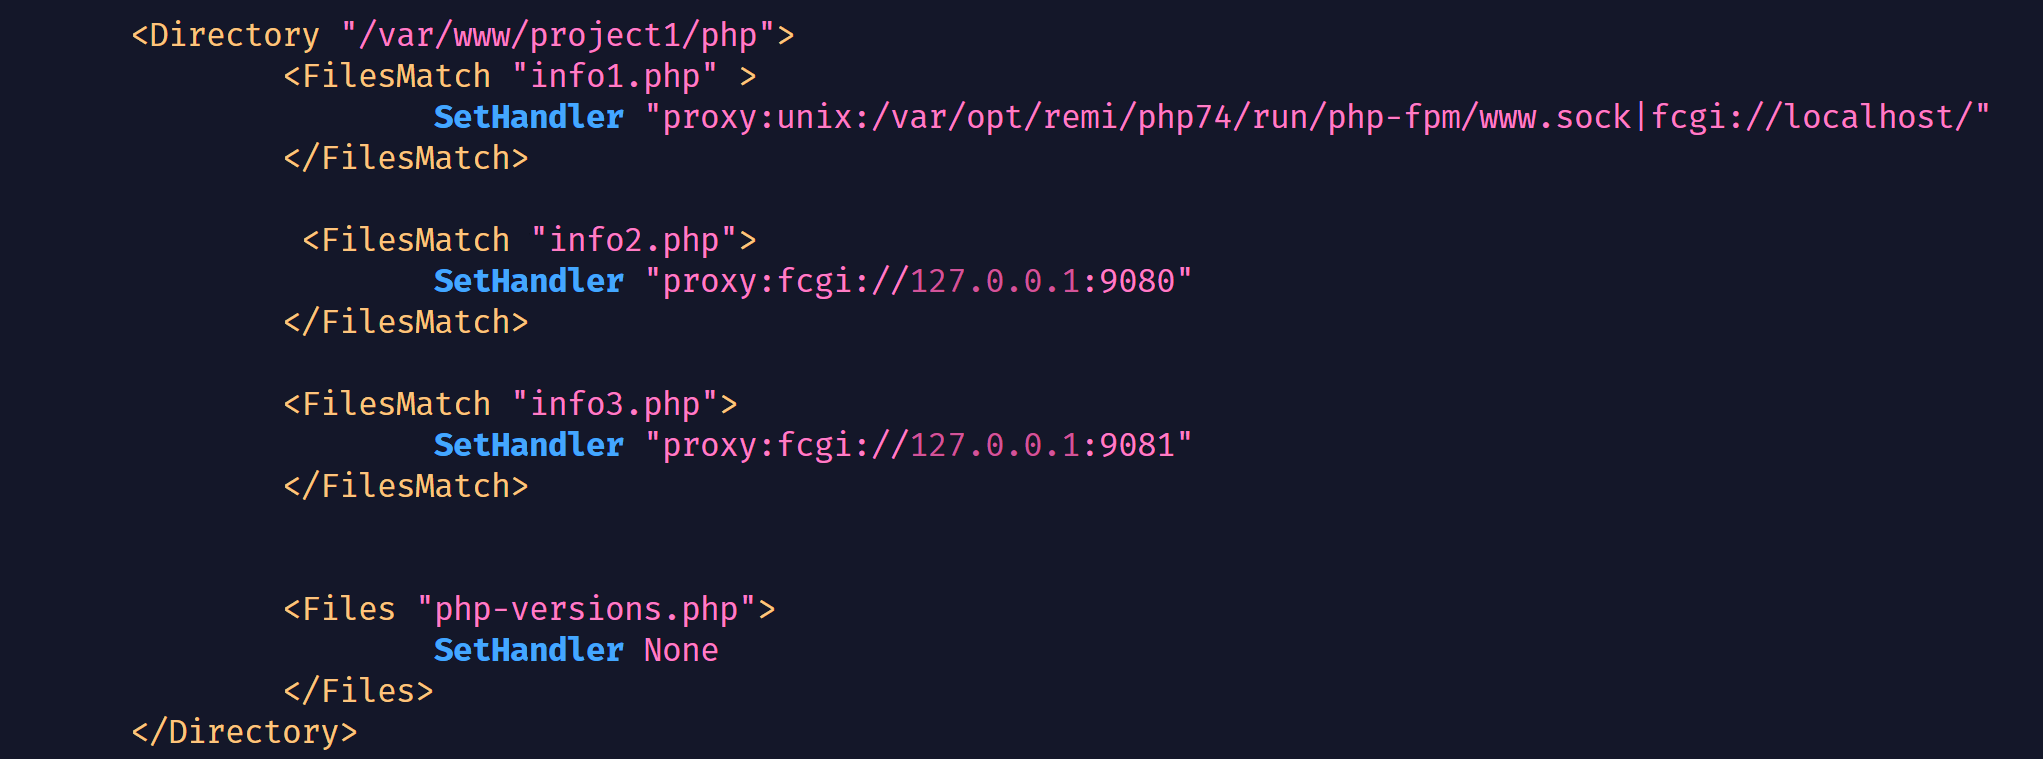 <Directory "/var/www/project1/php">
<FilesMatch "info1.php" >
SetHandler "proxy:unix:/var/opt/remi/php74/run/php-fpm/www.sock|fcgi://localhost/"
</FilesMatch>
<FilesMatch "info2.php">
SetHandler "proxy:fcgi://127.0.0.1:9080"
</FilesMatch>
<FilesMatch "info3.php">
SetHandler "proxy:fcgi://127.0.0.1:9081"
</FilesMatch>
<Files "php-versions.php">
SetHandler None
</Files>
</Directory>